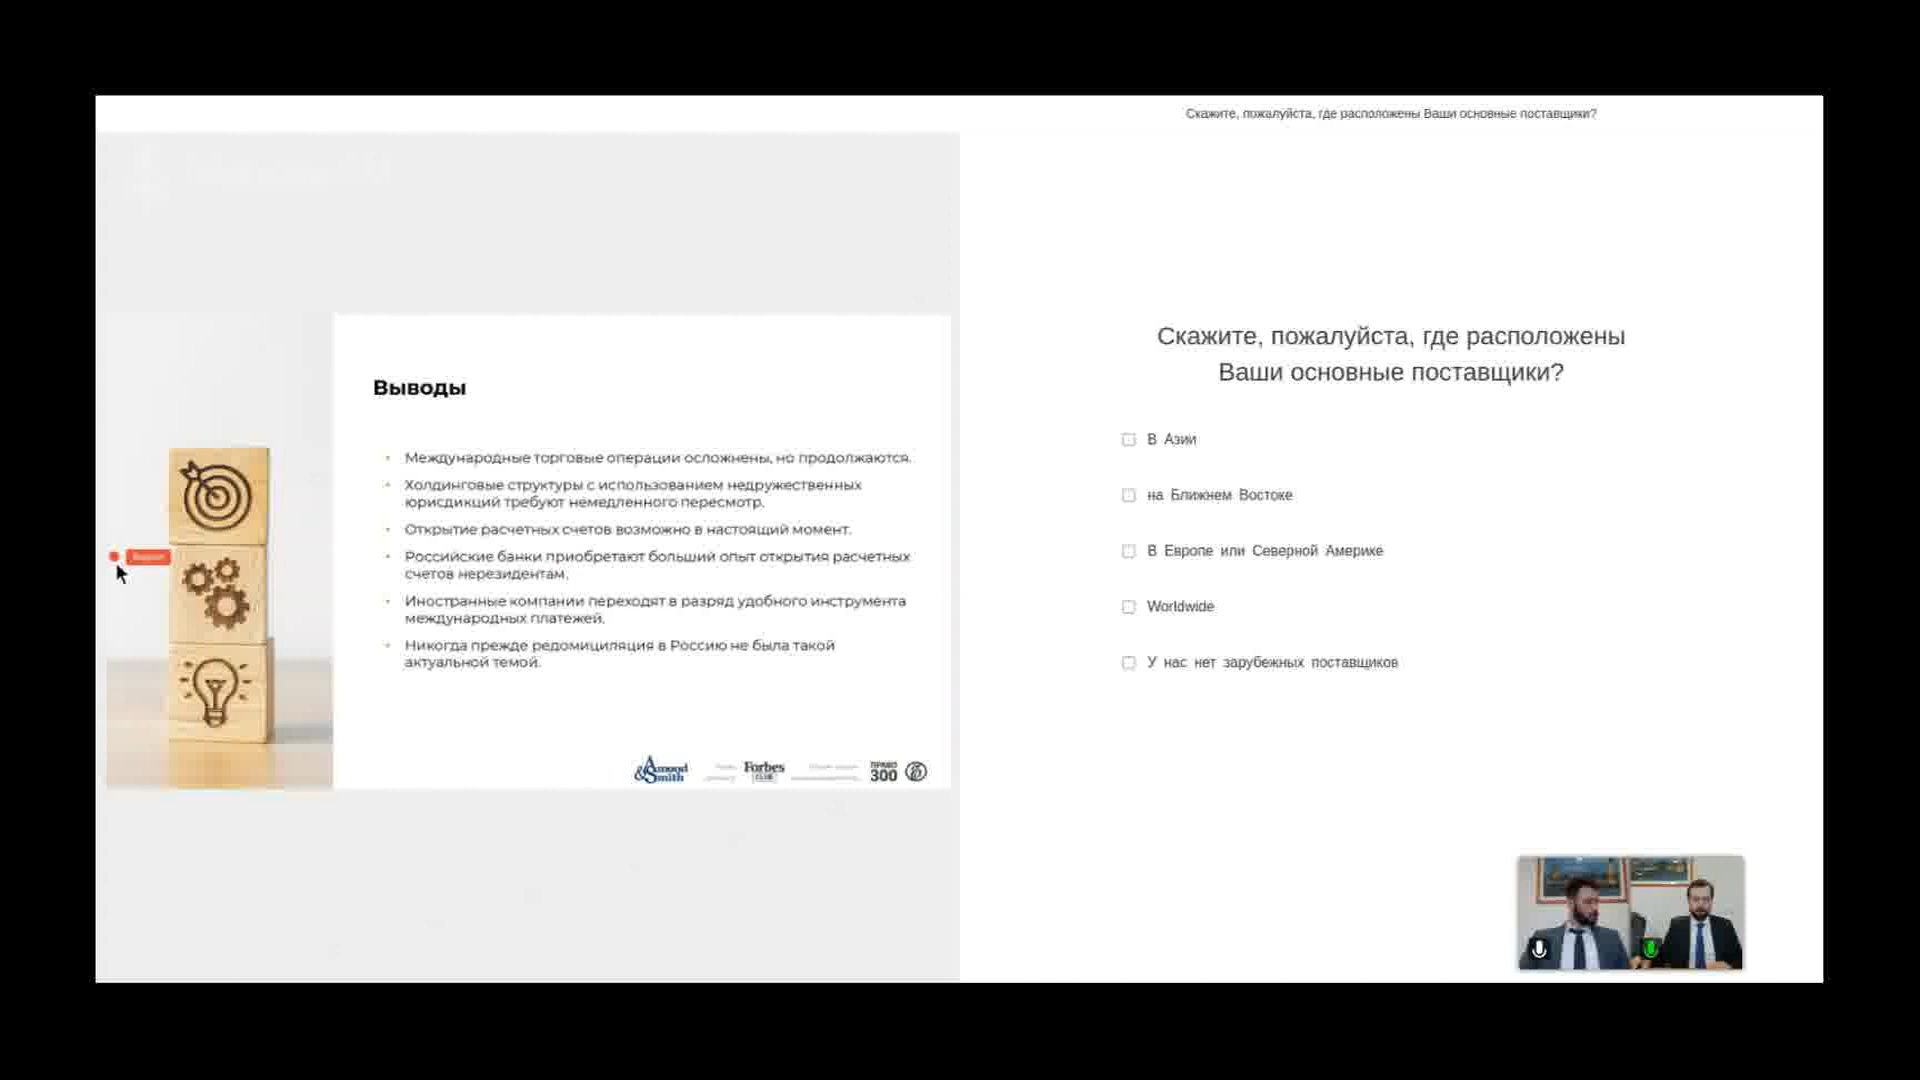 Скажите, пожалуйста, где расположены Ваши основные поставщики?
Выводы
Международные торговые операции осложнены, но продолжаются.
Холдинговые структуры с использованием недружественных
юрисдикций требуют немедленного пересмотр.
Открытие расчетных счетов возможно в настоящий момент.
Российские банки приобретают больший опыт открытия расчетных
счетов нерезидентам.
Иностранные компании переходят в разряд удобного инструмента
международных платежей.
Никогда прежде редомициляция в Россию не была такой
актуальной темой.
Amond
&Smith
Forbes
CLUB
ПРАВО
300
Скажите, пожалуйста, где расположены
Ваши основные поставщики?
В Азии
на Ближнем Востоке
В Европе или Северной Америке
Worldwide
У нас нет зарубежных поставщиков